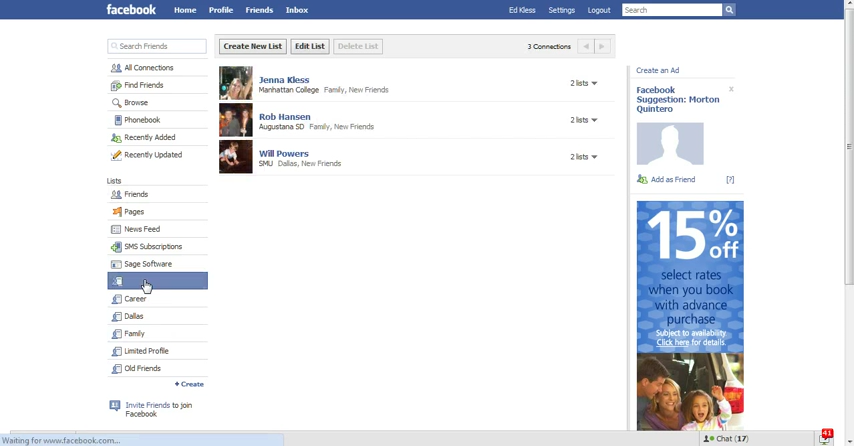 facebook Home Profile Friends Inbox Ed Kless Settings Logout Search
Search Friends
All Connections
Find Friends
Browse
Phonebook
Recently Added
Recently Updated
Lists
Friends
Pages
News Feed
SMS Subscriptions
Sage Software
Career
Dallas
Family
Limited Profile
Old Friends
+ Create
Invite Friends to join
Facebook
Create New List Edit List Delete List 3 Connections
Jenna Kless
Manhattan College Family, New Friends
2 lists
Rob Hansen
Augustana SD Family, New Friends
2 lists
Will Powers
SMU Dallas, New Friends
2 lists
Create an Ad
Facebook
Suggestion: Morton
Quintero
x
Add as Friend [?]
15%
off
select rates
when you book
with advance
purchase
Subject to availability
Click here for details.
Waiting for www.facebook.com...
Chat (17)
41